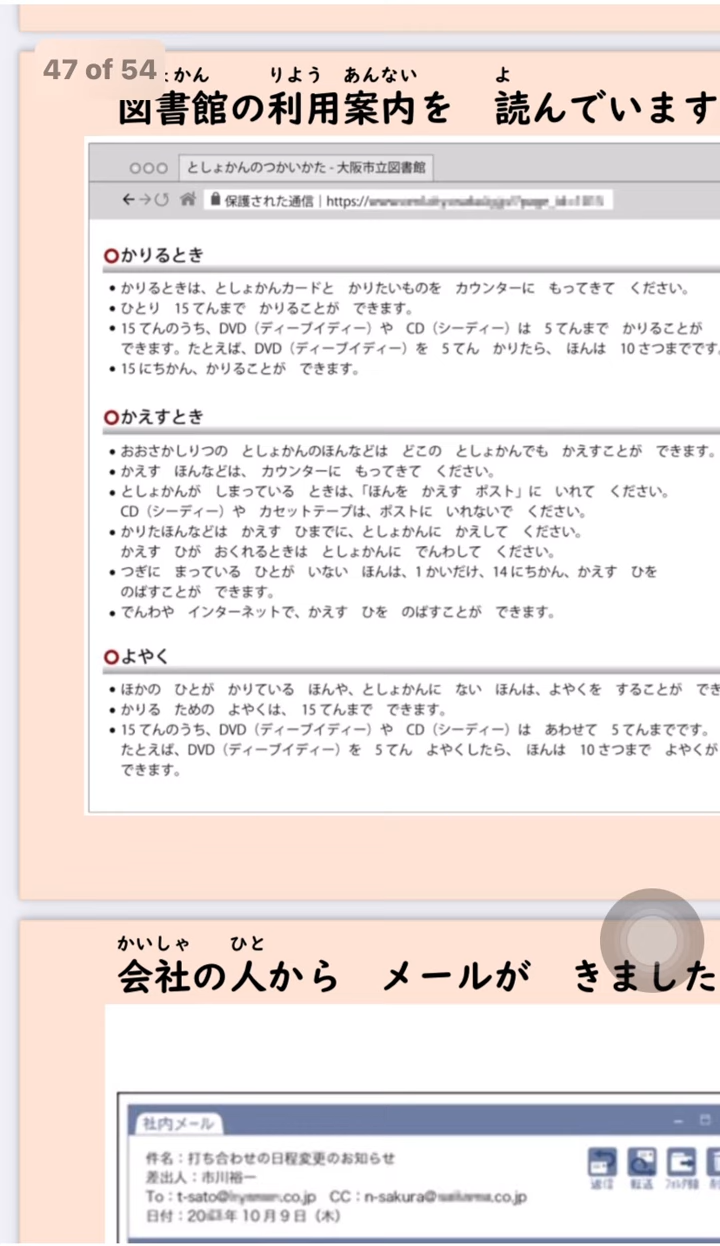 47 of 54
かん りよう あんない よ
図書館の利用案内を 読んでいます
としょかんのつかいかた - 大阪市立図書館
保護された通信 | https://
かりるとき
• かりるときは、としょかんカードと かりたいものを カウンターに もってきて ください。
• ひとり 15てんまで かりることが できます。
• 15てんのうち、DVD（ディーブイディー）や CD（シーディー）は 5てんまで かりることが
できます。たとえば、DVD（ディーブイディー）を 5てん かりたら、 ほんは 10さつまでです。
• 15にちかん、かりることが できます。
かえすとき
• おおさかしりつの としょかんのほんなどは どこの としょかんでも かえすことが できます。
• かえす ほんなどは、 カウンターに もってきて ください。
• としょかんが しまっている ときは、「ほんを かえす ポスト」に いれて ください。
CD（シーディー）や カセットテープは、ポストに いれないで ください。
• かりたほんなどは かえす ひまでに、としょかんに かえして ください。
かえす ひが おくれるときは としょかんに でんわして ください。
• つぎに まっている ひとが いない ほんは、1かいだけ、14にちかん、かえす ひを
のばすことが できます。
• でんわや インターネットで、かえす ひを のばすことが できます。
よやく
• ほかの ひとが かりている ほんや、としょかんに ない ほんは、よやくを することが でき
• かりる ための よやくは、 15てんまで できます。
• 15てんのうち、DVD（ディーブイディー）や CD（シーディー）は あわせて 5てんまでです。
たとえば、DVD（ディーブイディー）を 5てん よやくしたら、 ほんは 10さつまで よやくが
できます。
かいしゃ ひと
会社の人から メールが きました
社内メール
件名：打ち合わせの日程変更のお知らせ
差出人：市川裕一
To：t-sato@ .co.jp CC：n-sakura@ .co.jp
日付：20 年10月9日（木）
返信 転送